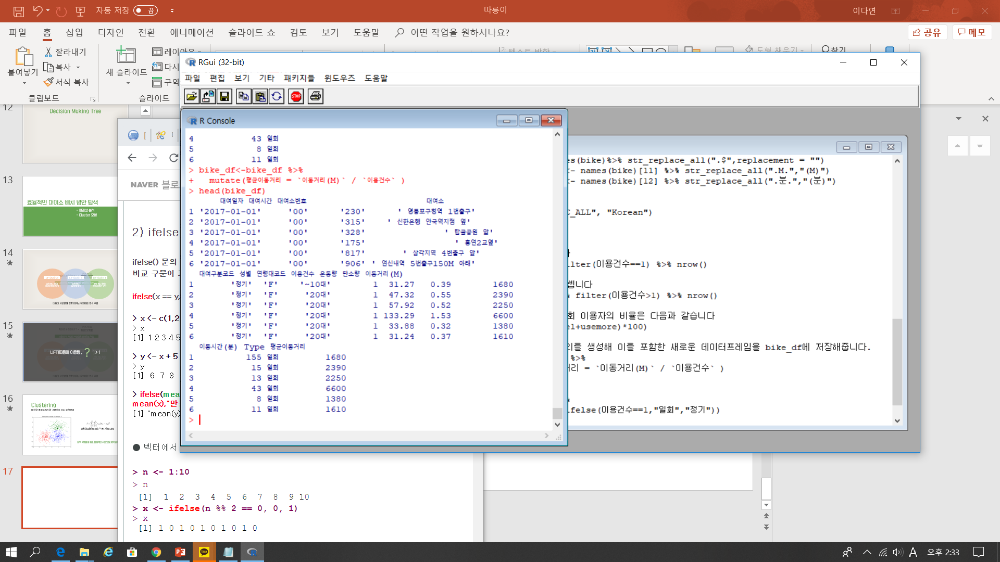 자동 저장 끔
따릉이
이다연
파일 홈 삽입 디자인 전환 애니메이션 슬라이드 쇼 검토 보기 도움말 어떤 작업을 원하시나요?
공유 메모
잘라내기
복사
서식 복사
붙여넣기
클립보드
새 슬라이드
슬라이드
찾기
12
Decision Making Tree
13
효율적인 대여소 배치 방안 탐색
- 연관성 분석
- Cluster 모형
14
15
LIFT(따릉이 이용량, ? ) > 1
16
Clustering
17
NAVER 블로
2) ifelse
ifelse() 문의
비교 구문이
ifelse(x == y,
> x <- c(1,2
> x
[1] 1 2 3 4 5
> y <- x + 5
> y
[1] 6 7 8
> ifelse(mea
mean(x),"만
[1] "mean(y)
● 벡터에서
> n <- 1:10
> n
[1] 1 2 3 4 5 6 7 8 9 10
> x <- ifelse(n %% 2 == 0, 0, 1)
> x
[1] 1 0 1 0 1 0 1 0 1 0
RGui (32-bit)
파일 편집 보기 기타 패키지들 윈도우즈 도움말
STOP
R Console
4 43 일회
5 8 일회
6 11 일회
> bike_df<-bike_df %>%
+ mutate(평균이동거리 = `이동거리(M)` / `이용건수` )
> head(bike_df)
대여일자 대여시간 대여소번호 대여소
1 '2017-01-01' '00' '230' ' 영등포구청역 1번출구'
2 '2017-01-01' '00' '315' ' 신한은행 안국역지점 옆'
3 '2017-01-01' '00' '328' ' 탑골공원 앞'
4 '2017-01-01' '00' '175' ' 홍연2교옆'
5 '2017-01-01' '00' '817' ' 삼각지역 4번출구 앞'
6 '2017-01-01' '00' '906' ' 연신내역 5번출구150M 아래'
대여구분코드 성별 연령대코드 이용건수 운동량 탄소량 이동거리(M)
1 '정기' 'F' '~10대' 1 31.27 0.39 1680
2 '정기' 'F' '20대' 1 47.32 0.55 2390
3 '정기' 'F' '20대' 1 57.92 0.52 2250
4 '정기' 'F' '20대' 1 133.29 1.53 6600
5 '정기' 'F' '20대' 1 33.88 0.32 1380
6 '정기' 'F' '20대' 1 31.24 0.37 1610
이동시간(분) Type 평균이동거리
1 155 일회 1680
2 15 일회 2390
3 13 일회 2250
4 43 일회 6600
5 8 일회 1380
6 11 일회 1610
>
es(bike)%>% str_replace_all(".$",replacement = "")
- names(bike)[11] %>% str_replace_all(".M.","(M)")
- names(bike)[12] %>% str_replace_all(".분.","(분)")
C_ALL", "Korean")
lter(이용건수==1) %>% nrow()
셉니다
filter(이용건수>1) %>% nrow()
회 이용자의 비율은 다음과 같습니다
el+usemore)*100)
을 생성해 이를 포함한 새로운 데이터프레임을 bike_df에 저장해줍니다.
%>%
리 = `이동거리(M)` / `이용건수` )
ifelse(이용건수==1,"일회","정기"))
TALK
A 오후 2:33